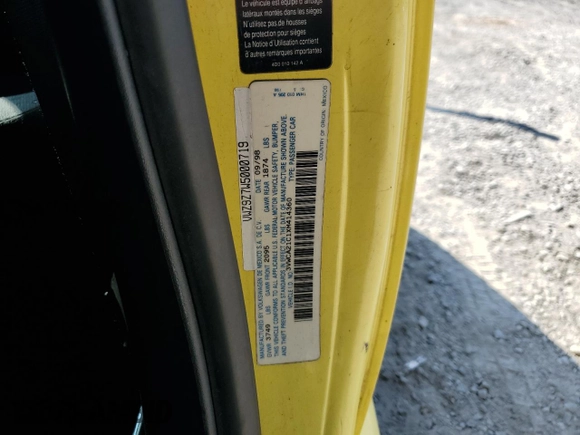 Le véhicule est équipé d'airbags
latéraux montés dans les sièges
N'utilisez pas de housses
de protection pour sièges
La Notice d'Utilisation contient
d'autres remarques importantes
VWZ9Z7W5000719
MANUFACTURED BY VOLKSWAGEN DE MEXICO S.A. DE C.V. DATE 09/98
GVWR 3749 LBS GAWR FRONT 2095 LBS GAWR REAR 1874 LBS
THIS VEHICLE CONFORMS TO ALL APPLICABLE U.S. FEDERAL MOTOR VEHICLE SAFETY, BUMPER,
AND THEFT PREVENTION STANDARDS IN EFFECT ON THE DATE OF MANUFACTURE SHOWN ABOVE.
VEHICLE I.D. NO: 3VWCA21C1XM414360 TYPE: PASSENGER CAR
COUNTRY OF ORIGIN: MEXICO